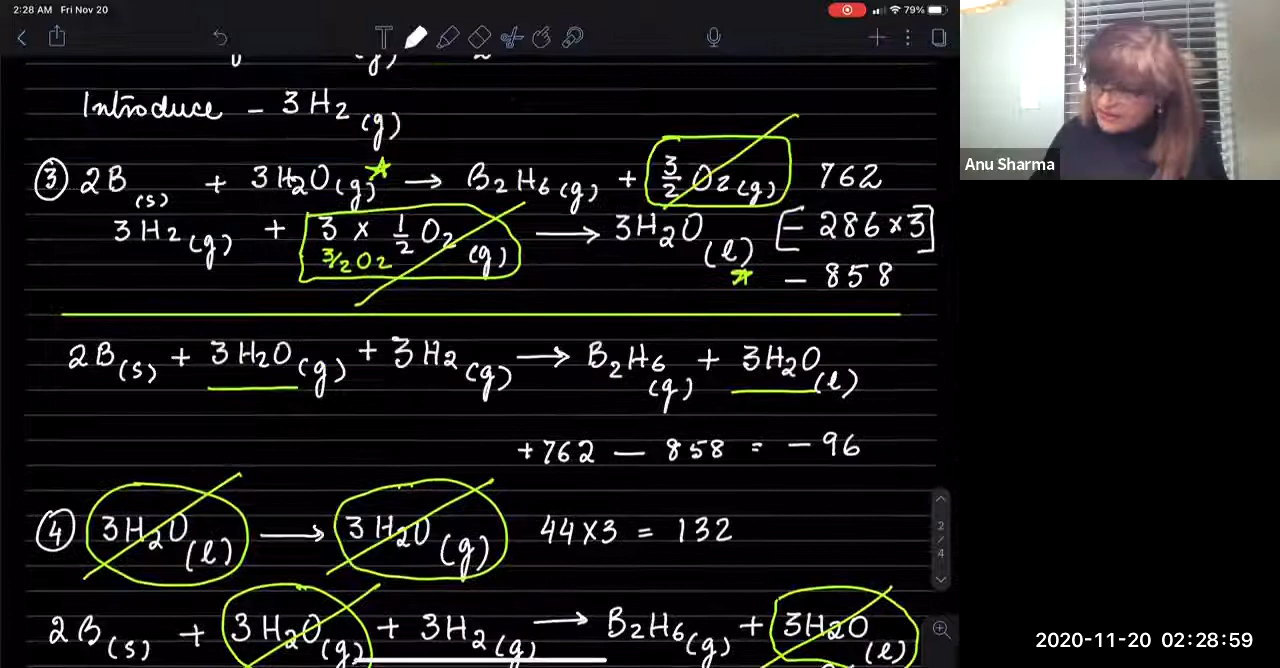 2:28 AM Fri Nov 20
79%
Introduce – 3H2 (g)
③ 2B(s) + 3H2O(g)* → B2H6(g) + 3/2 O2(g) 762
3H2(g) + 3 × 1/2 O2 (g) → 3H2O(l) [– 286×3]
3/2 O2
* – 858
2B(s) + 3H2O(g) + 3H2(g) → B2H6(g) + 3H2O(l)
+762 – 858 = – 96
④ 3H2O(l) → 3H2O(g) 44×3 = 132
2B(s) + 3H2O(g) + 3H2(g) → B2H6(g) + 3H2O(l)
2/4
Anu Sharma
2020-11-20 02:28:59